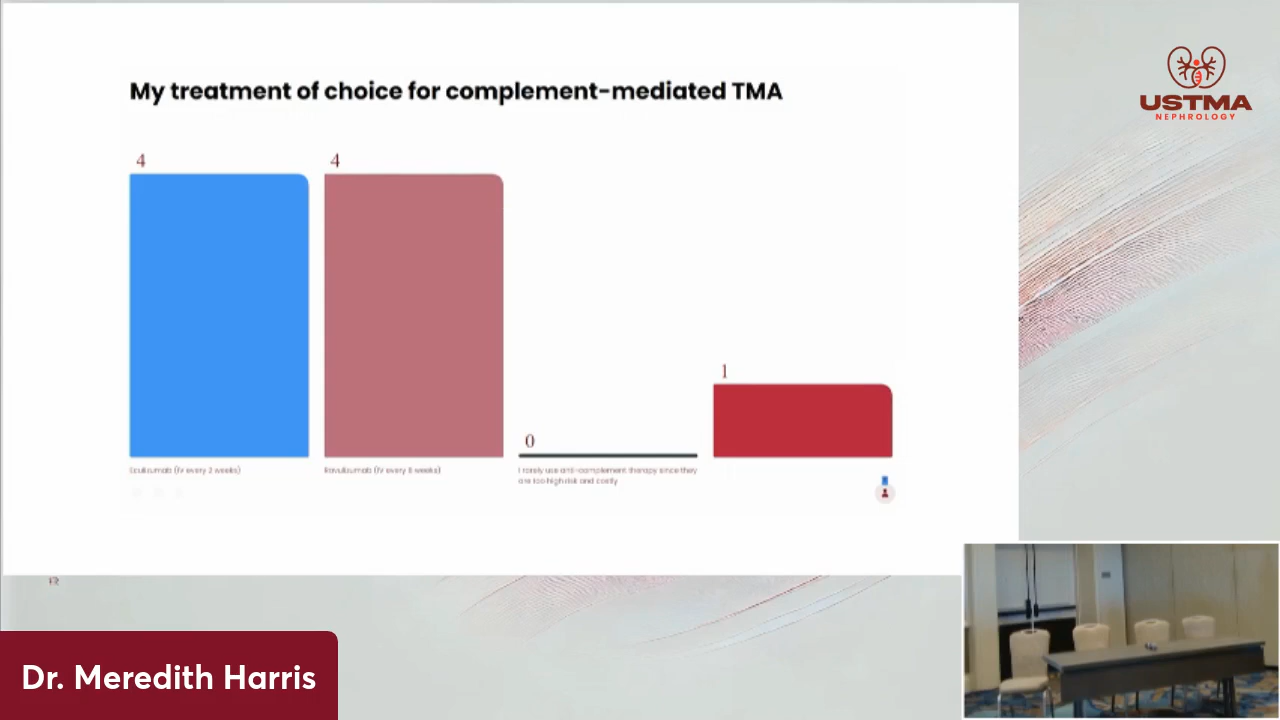 My treatment of choice for complement-mediated TMA
USTMA
NEPHROLOGY
4
4
0
1
Eculizumab (IV every 2 weeks)
Ravulizumab (IV every 8 weeks)
I rarely use anti-complement therapy since they
are too high risk and costly
Dr. Meredith Harris